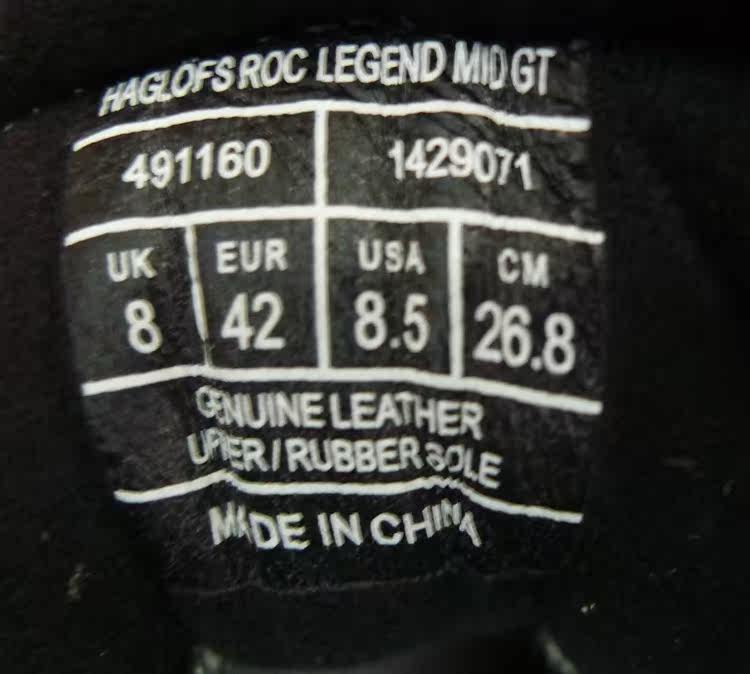 HAGLOFS ROC LEGEND MID GT
491160 1429071
UK EUR USA CM
8 42 8.5 26.8
GENUINE LEATHER
UPPER/RUBBER SOLE
MADE IN CHINA